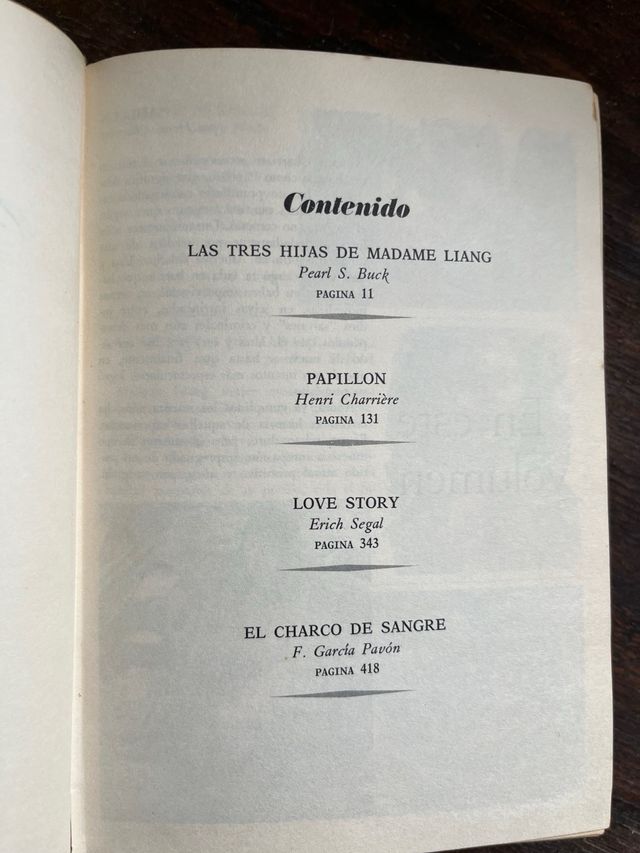 Contenido
LAS TRES HIJAS DE MADAME LIANG
Pearl S. Buck
PAGINA 11
PAPILLON
Henri Charrière
PAGINA 131
LOVE STORY
Erich Segal
PAGINA 343
EL CHARCO DE SANGRE
F. García Pavón
PAGINA 418